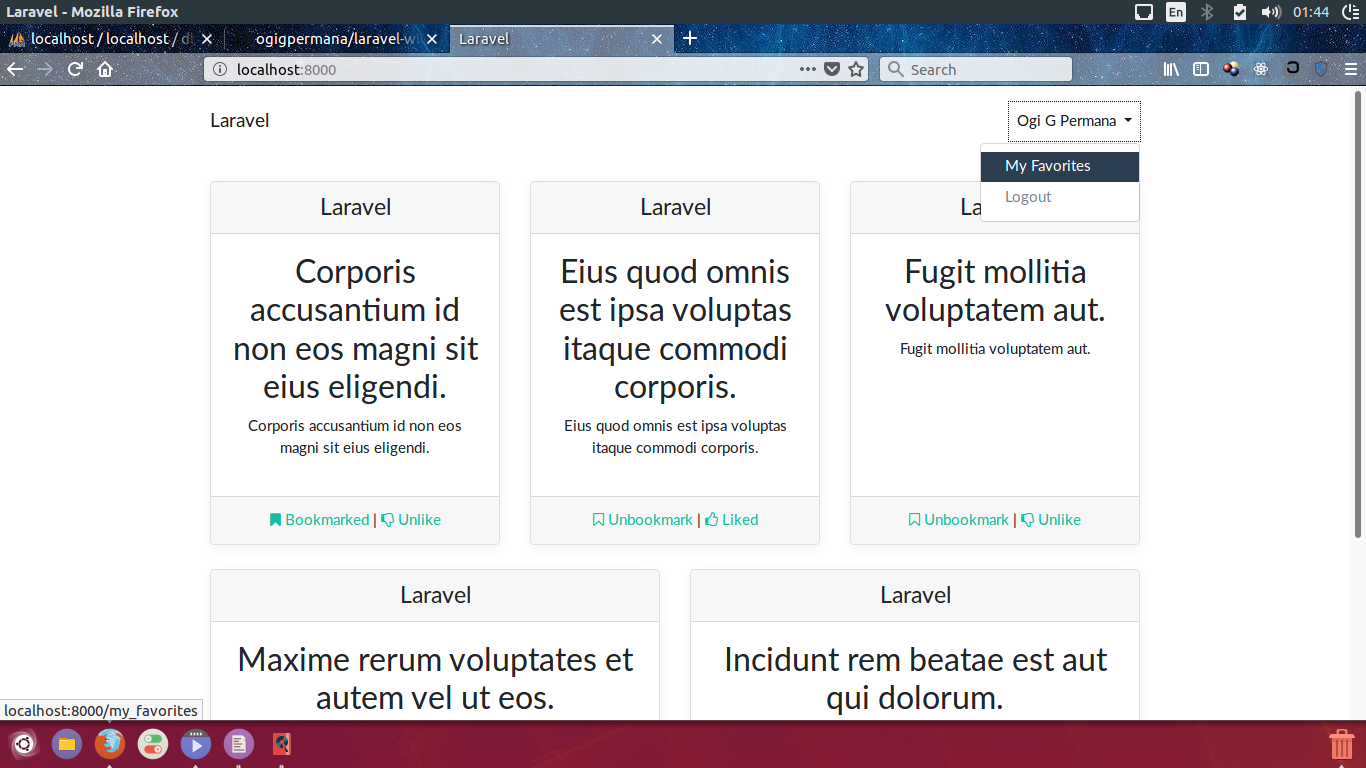 Laravel - Mozilla Firefox
En
01:44
localhost / localhost / d
ogigpermana/laravel-w
Laravel
localhost:8000
Search
Laravel
Ogi G Permana
My Favorites
Logout
Laravel
Laravel
La
Corporis
accusantium id
non eos magni sit
eius eligendi.
Corporis accusantium id non eos
magni sit eius eligendi.
Eius quod omnis
est ipsa voluptas
itaque commodi
corporis.
Eius quod omnis est ipsa voluptas
itaque commodi corporis.
Fugit mollitia
voluptatem aut.
Fugit mollitia voluptatem aut.
Bookmarked | Unlike
Unbookmark | Liked
Unbookmark | Unlike
Laravel
Laravel
Maxime rerum voluptates et
autem vel ut eos.
Incidunt rem beatae est aut
qui dolorum.
localhost:8000/my_favorites